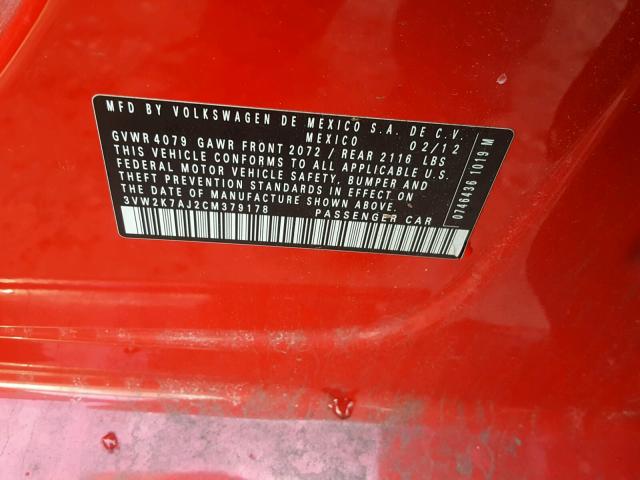 MFD BY VOLKSWAGEN DE MEXICO S.A. DE C.V.
MEXICO 02/12
GVWR 4079 GAWR FRONT 2072 / REAR 2116 LBS
THIS VEHICLE CONFORMS TO ALL APPLICABLE U.S.
FEDERAL MOTOR VEHICLE SAFETY, BUMPER AND
THEFT PREVENTION STANDARDS IN EFFECT ON
THE DATE OF MANUFACTURE SHOWN ABOVE
3VW2K7AJ2CM379178 PASSENGER CAR
0746436 1019 M